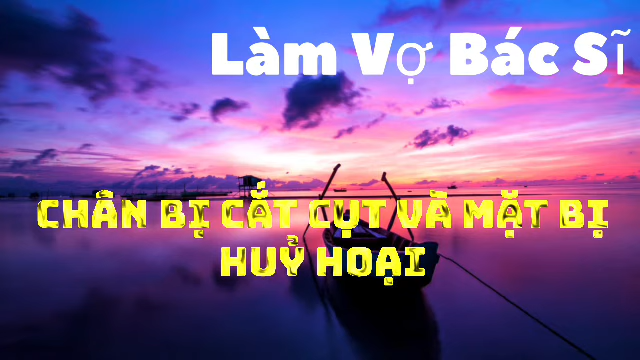 Làm Vợ Bác Sĩ
CHÂN BỊ CẮT CỤT VÀ MẶT BỊ
HUỶ HOẠI